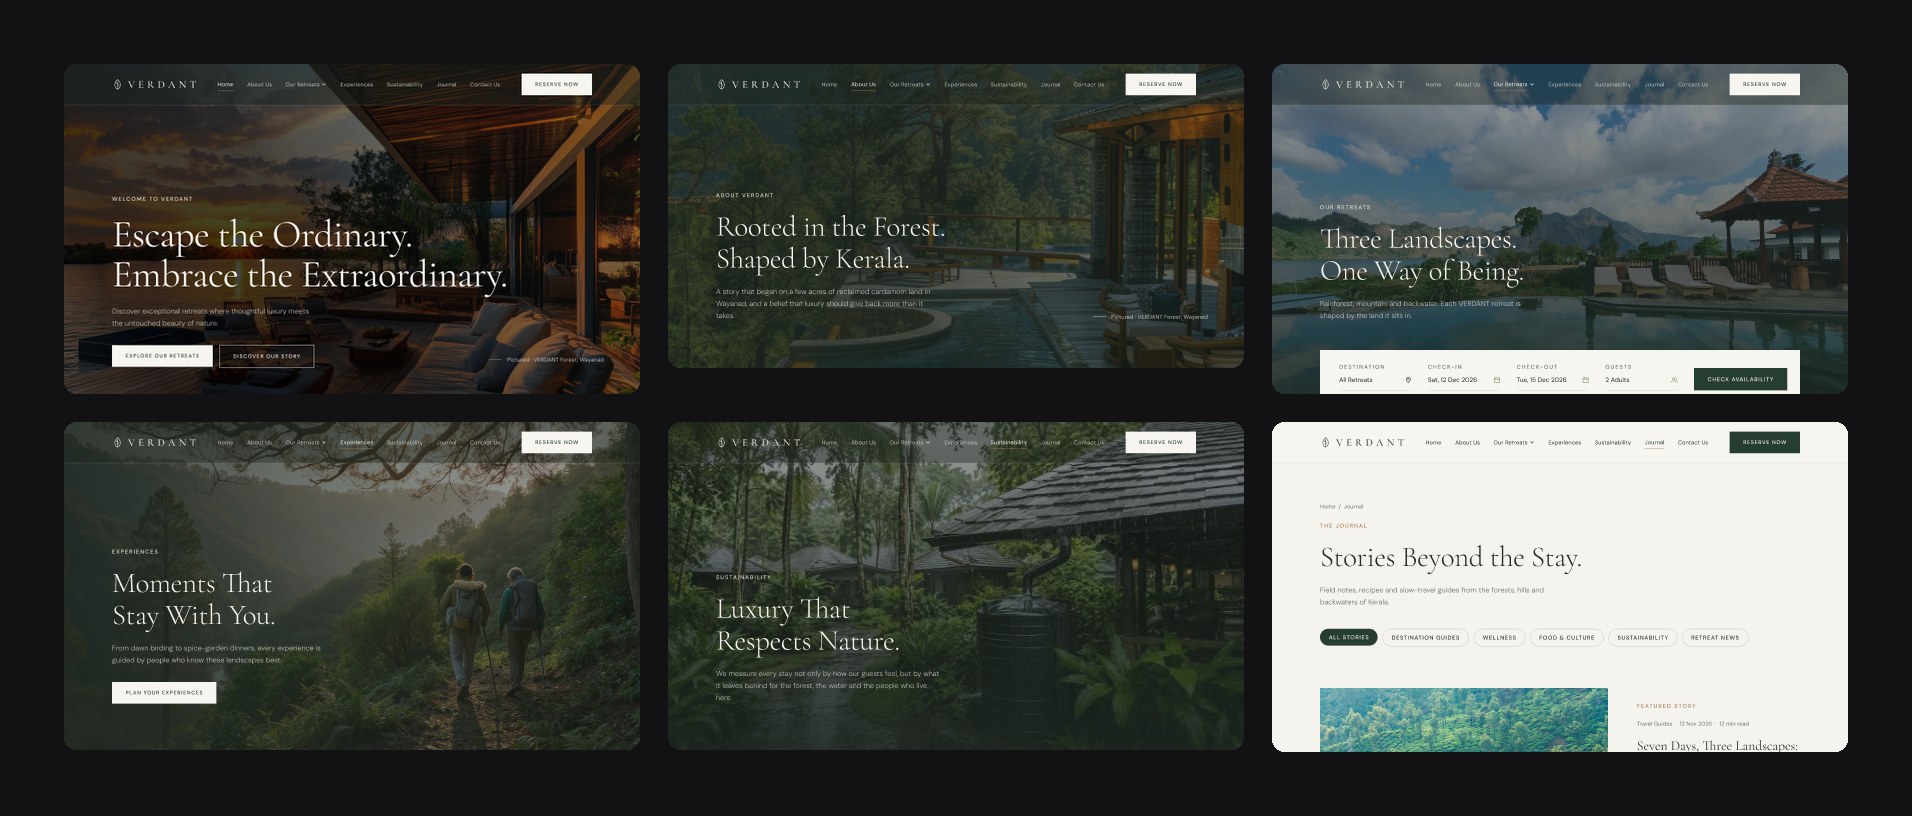 VERDANT Home About Us Our Retreats Experiences Sustainability Journal Contact Us RESERVE NOW
WELCOME TO VERDANT
Escape the Ordinary.
Embrace the Extraordinary.
Discover exceptional retreats where thoughtful luxury meets
the untouched beauty of nature.
EXPLORE OUR RETREATS DISCOVER OUR STORY
Pictured : VERDANT Forest, Wayanad
VERDANT Home About Us Our Retreats Experiences Sustainability Journal Contact Us RESERVE NOW
ABOUT VERDANT
Rooted in the Forest.
Shaped by Kerala.
A story that began on a few acres of reclaimed cardamom land in
Wayanad, and a belief that luxury should give back more than it
takes.
Pictured : VERDANT Forest, Wayanad
VERDANT Home About Us Our Retreats Experiences Sustainability Journal Contact Us RESERVE NOW
OUR RETREATS
Three Landscapes.
One Way of Being.
Rainforest, mountain and backwater. Each VERDANT retreat is
shaped by the land it sits in.
DESTINATION CHECK-IN CHECK-OUT GUESTS
All Retreats Sat, 12 Dec 2026 Tue, 15 Dec 2026 2 Adults CHECK AVAILABILITY
VERDANT Home About Us Our Retreats Experiences Sustainability Journal Contact Us RESERVE NOW
EXPERIENCES
Moments That
Stay With You.
From dawn birding to spice-garden dinners, every experience is
guided by people who know these landscapes best.
PLAN YOUR EXPERIENCES
VERDANT Home About Us Our Retreats Experiences Sustainability Journal Contact Us RESERVE NOW
SUSTAINABILITY
Luxury That
Respects Nature.
We measure every stay not only by how our guests feel, but by what
it leaves behind for the forest, the water and the people who live
here.
VERDANT Home About Us Our Retreats Experiences Sustainability Journal Contact Us RESERVE NOW
Home / Journal
THE JOURNAL
Stories Beyond the Stay.
Field notes, recipes and slow-travel guides from the forests, hills and
backwaters of Kerala.
ALL STORIES DESTINATION GUIDES WELLNESS FOOD & CULTURE SUSTAINABILITY RETREAT NEWS
FEATURED STORY
Travel Guides · 12 Nov 2026 · 12 min read
Seven Days, Three Landscapes: